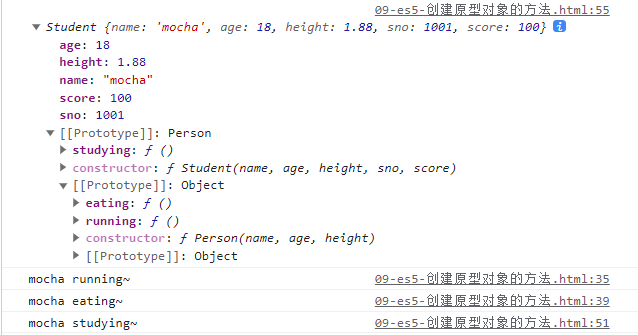 09-es5-创建原型对象的方法.html:55
Student {name: 'mocha', age: 18, height: 1.88, sno: 1001, score: 100} i
age: 18
height: 1.88
name: "mocha"
score: 100
sno: 1001
[[Prototype]]: Person
studying: ƒ ()
constructor: ƒ Student(name, age, height, sno, score)
[[Prototype]]: Object
eating: ƒ ()
running: ƒ ()
constructor: ƒ Person(name, age, height)
[[Prototype]]: Object
mocha running~ 09-es5-创建原型对象的方法.html:35
mocha eating~ 09-es5-创建原型对象的方法.html:39
mocha studying~ 09-es5-创建原型对象的方法.html:51